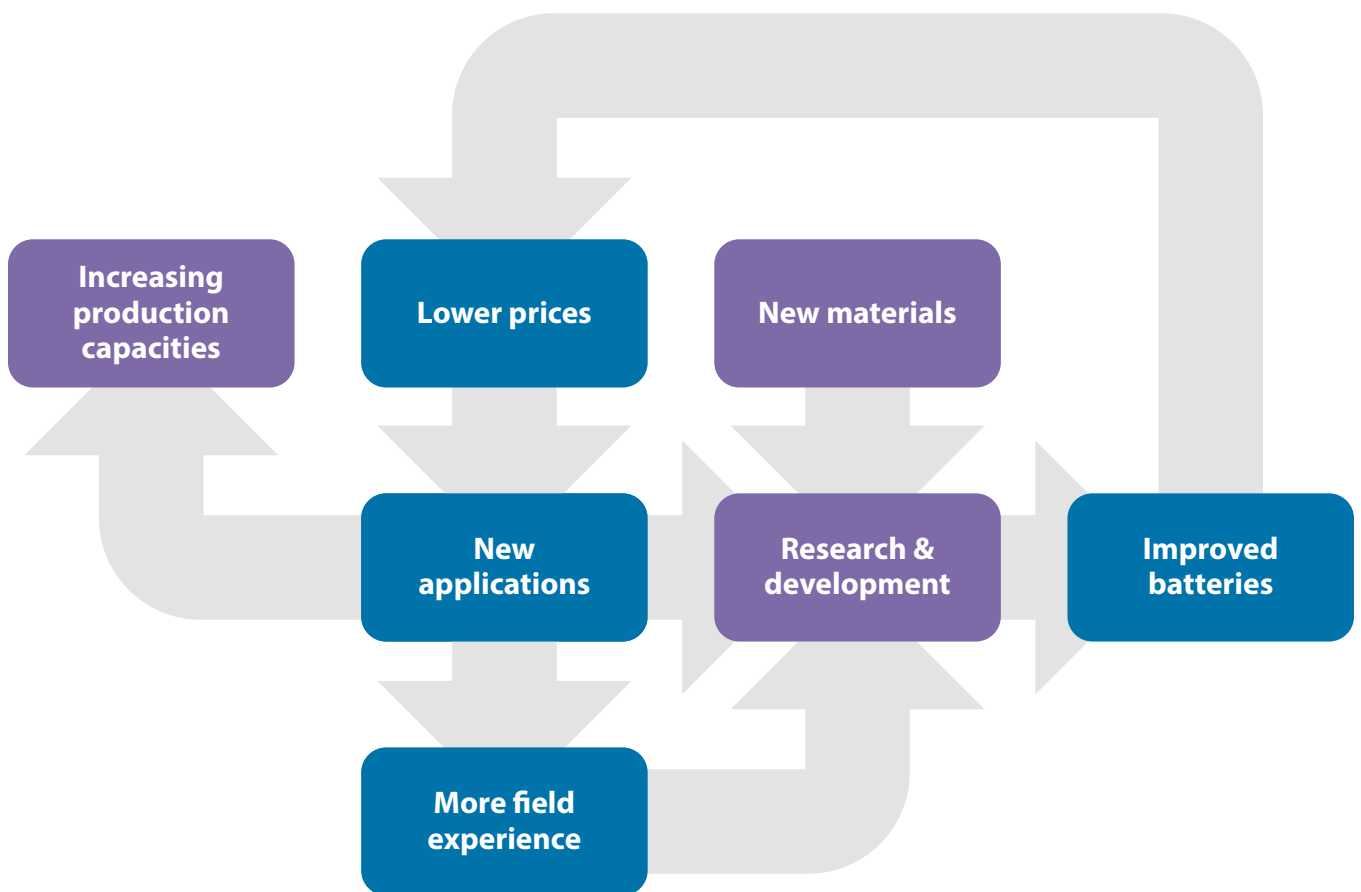 Increasing
production
capacities
Lower prices
New materials
New
applications
Research &
development
Improved
batteries
More field
experience